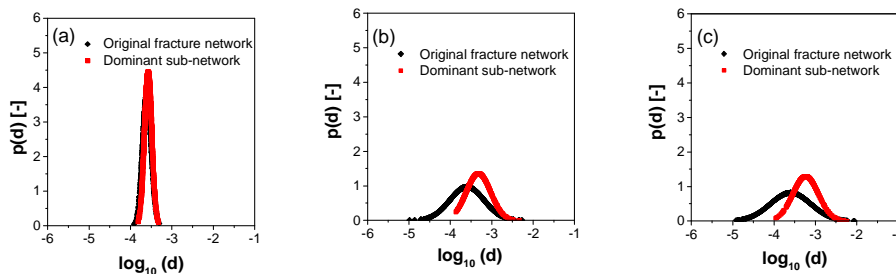 (a)
Original fracture network
Dominant sub-network
p(d) [-]
6
5
4
3
2
1
0
-6 -5 -4 -3 -2 -1
log10 (d)
(b)
Original fracture network
Dominant sub-network
p(d) [-]
6
5
4
3
2
1
0
-6 -5 -4 -3 -2 -1
log10 (d)
(c)
Original fracture network
Dominant sub-network
p(d) [-]
6
5
4
3
2
1
0
-6 -5 -4 -3 -2 -1
log10 (d)